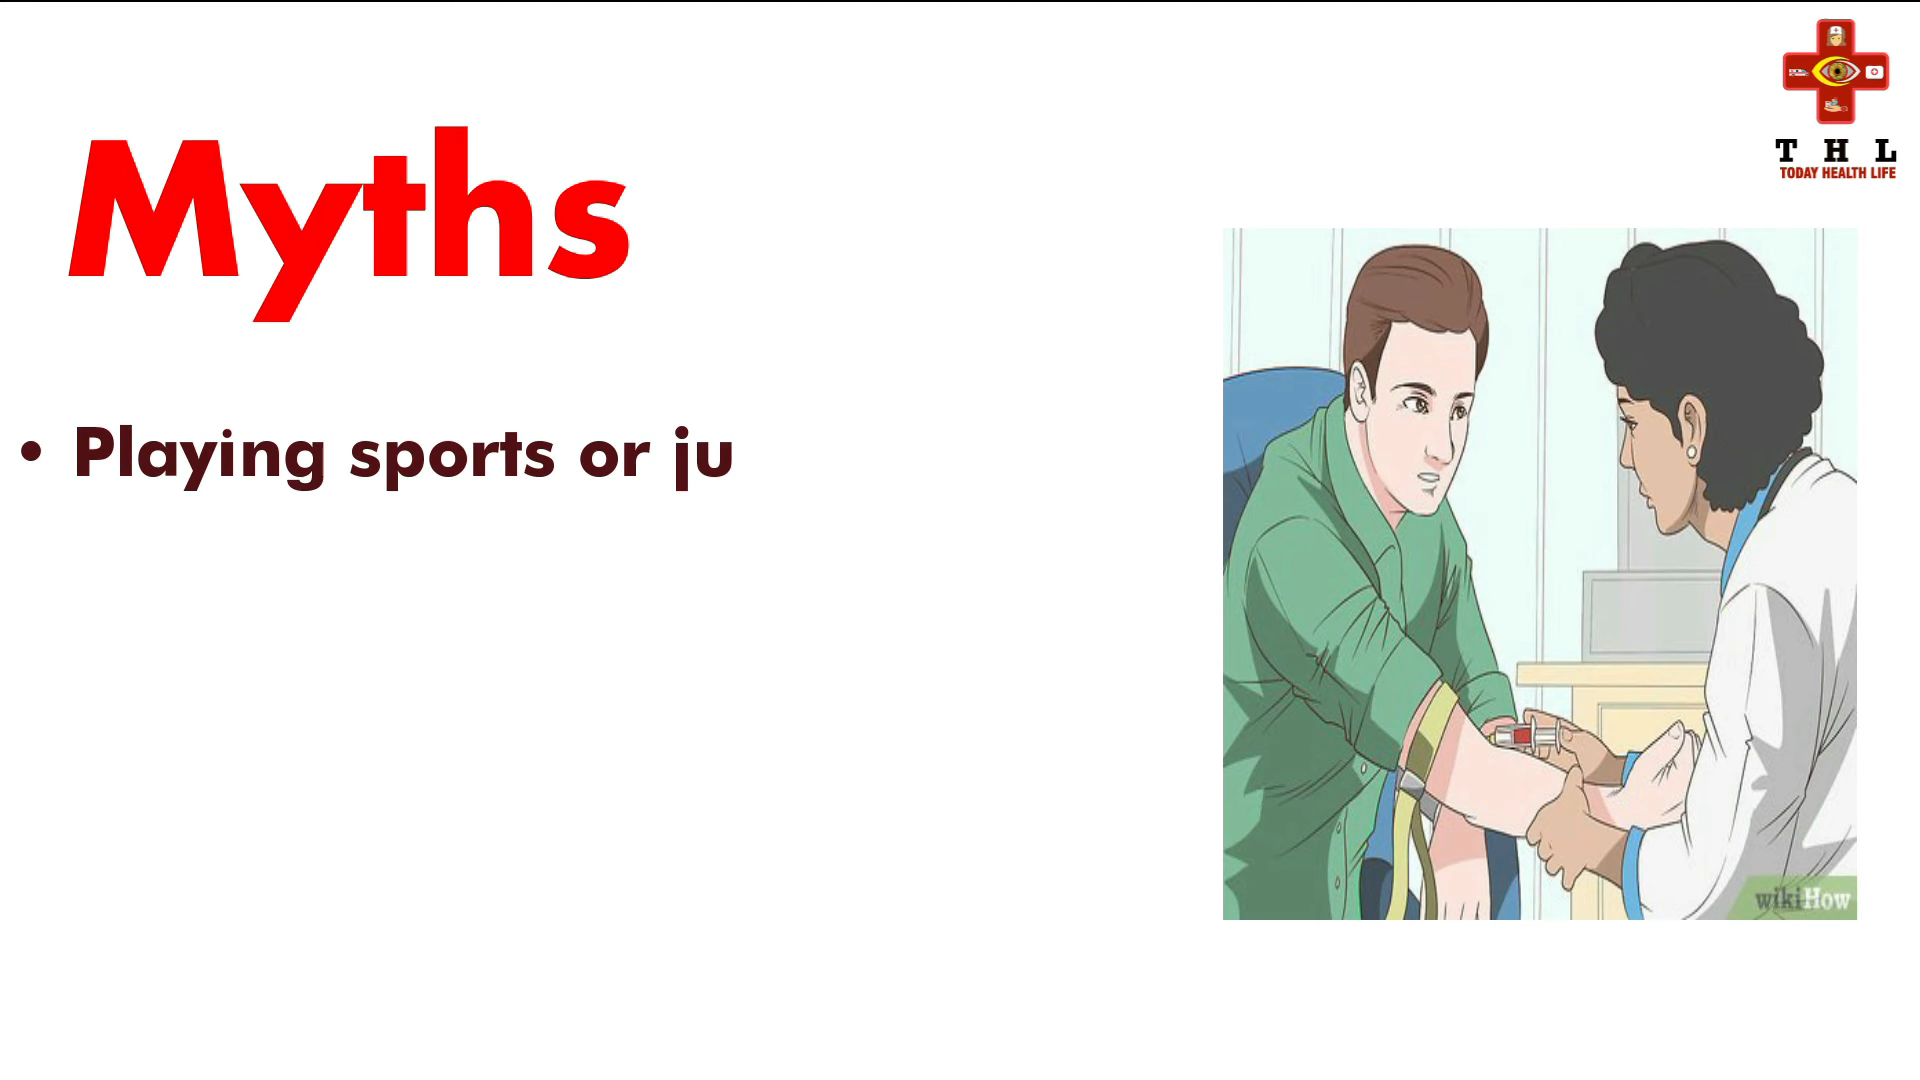 T H L
TODAY HEALTH LIFE
Myths
• Playing sports or ju
wikiHow